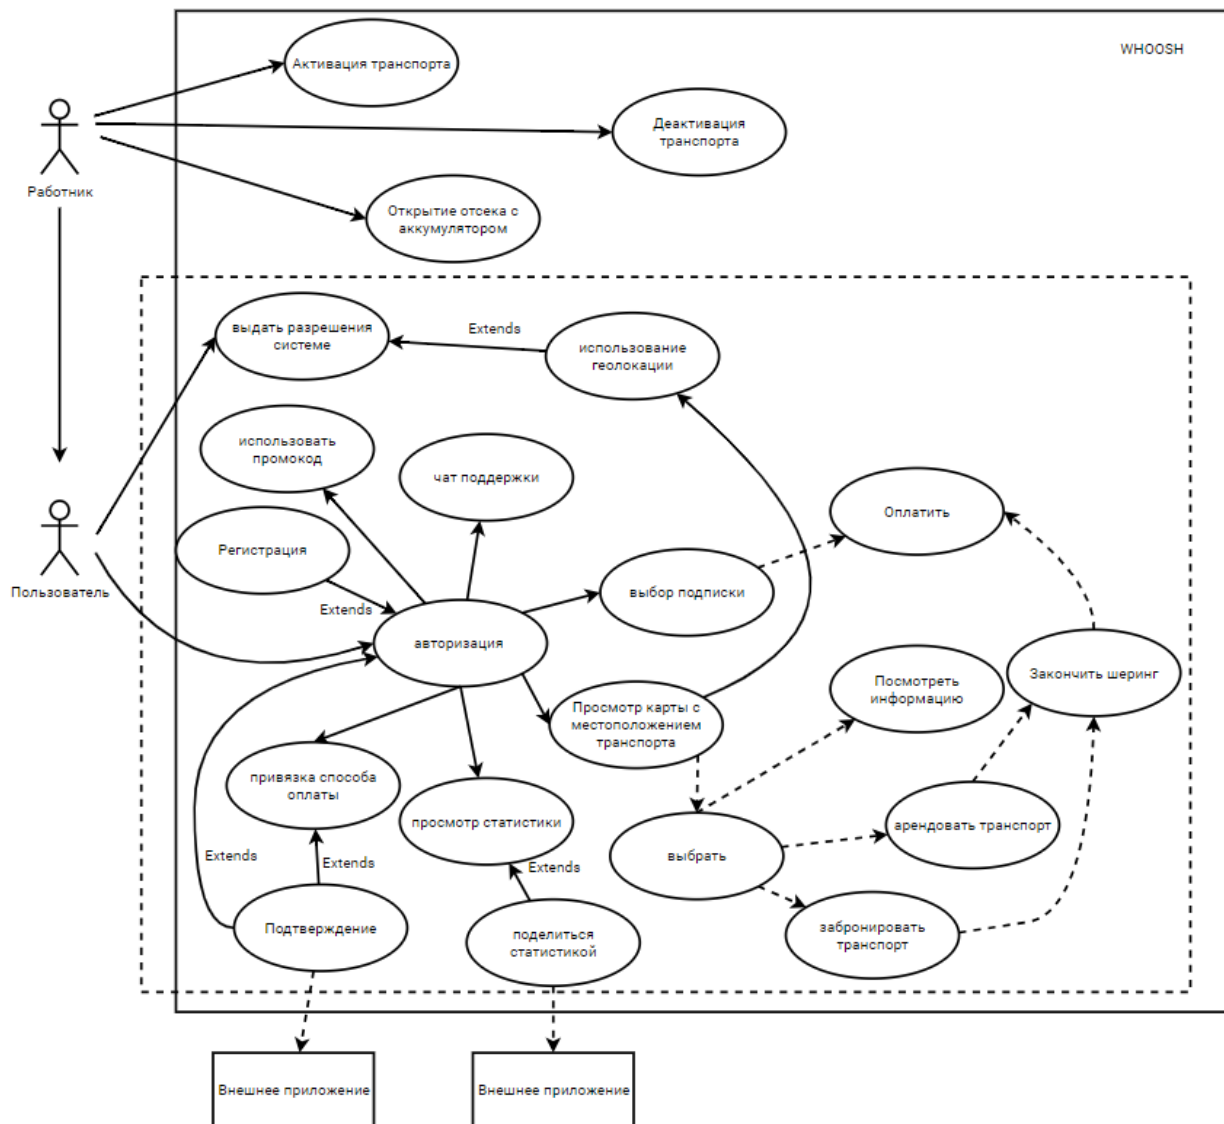 WHOOSH
Активация транспорта
Деактивация
транспорта
Работник
Открытие отсека с
аккумулятором
выдать разрешения
системе
Extends
использование
геолокации
использовать
промокод
чат поддержки
Оплатить
Регистрация
Пользователь
Extends
выбор подписки
авторизация
Посмотреть
информацию
Закончить шеринг
Просмотр карты с
местоположением
транспорта
привязка способа
оплаты
просмотр статистики
арендовать транспорт
Extends
Extends
Extends
выбрать
Подтверждение
поделиться
статистикой
забронировать
транспорт
Внешнее приложение
Внешнее приложение